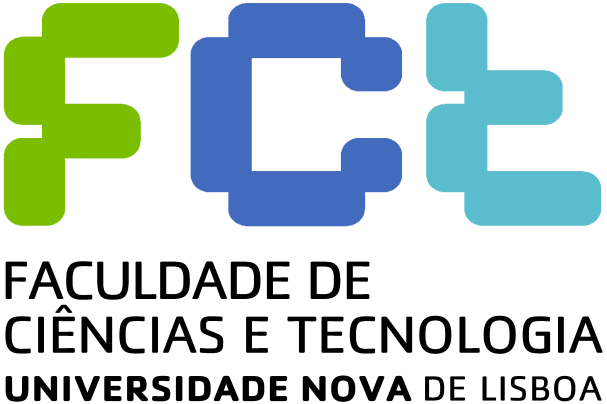 FCt
FACULDADE DE
CIÊNCIAS E TECNOLOGIA
UNIVERSIDADE NOVA DE LISBOA